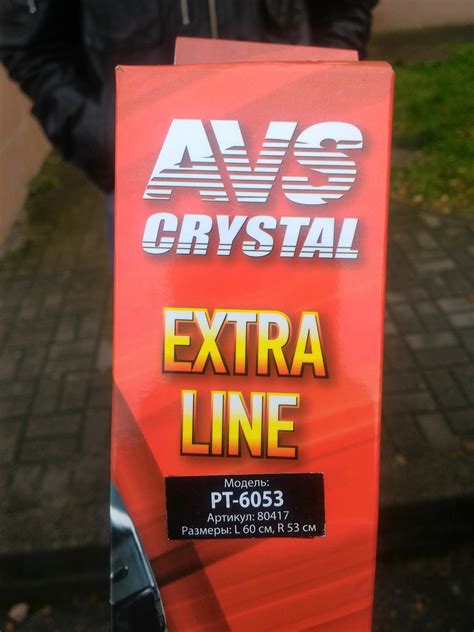 AVS
CRYSTAL
EXTRA
LINE
Модель:
PT-6053
Артикул: 80417
Размеры: L 60 см, R 53 см